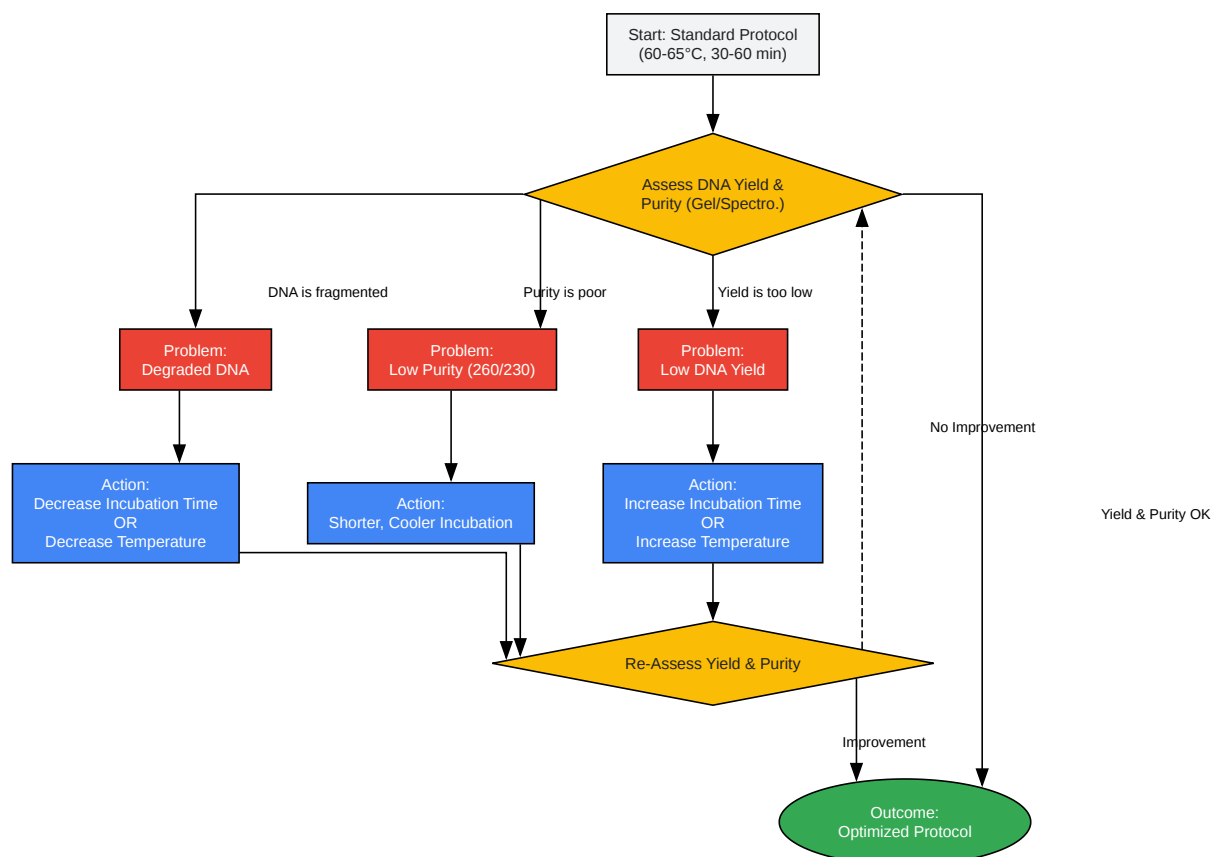 Start: Standard Protocol
(60-65°C, 30-60 min)
Assess DNA Yield &
Purity (Gel/Spectro.)
DNA is fragmented
Purity is poor
Yield is too low
Problem:
Degraded DNA
Problem:
Low Purity (260/230)
Problem:
Low DNA Yield
No Improvement
Action:
Decrease Incubation Time
OR
Decrease Temperature
Action:
Shorter, Cooler Incubation
Action:
Increase Incubation Time
OR
Increase Temperature
Yield & Purity OK
Re-Assess Yield & Purity
Improvement
Outcome:
Optimized Protocol